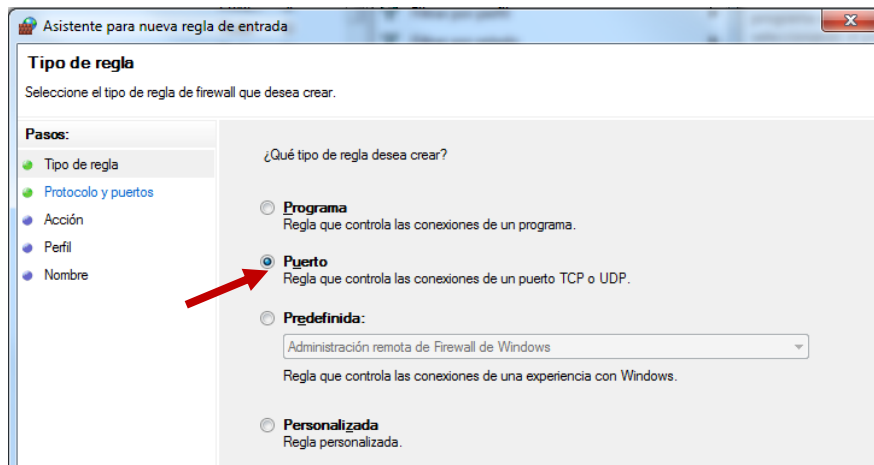 Asistente para nueva regla de entrada
Tipo de regla
Seleccione el tipo de regla de firewall que desea crear.
Pasos:
Tipo de regla
Protocolo y puertos
Acción
Perfil
Nombre
¿Qué tipo de regla desea crear?
Programa
Regla que controla las conexiones de un programa.
Puerto
Regla que controla las conexiones de un puerto TCP o UDP.
Predefinida:
Administración remota de Firewall de Windows
Regla que controla las conexiones de una experiencia con Windows.
Personalizada
Regla personalizada.